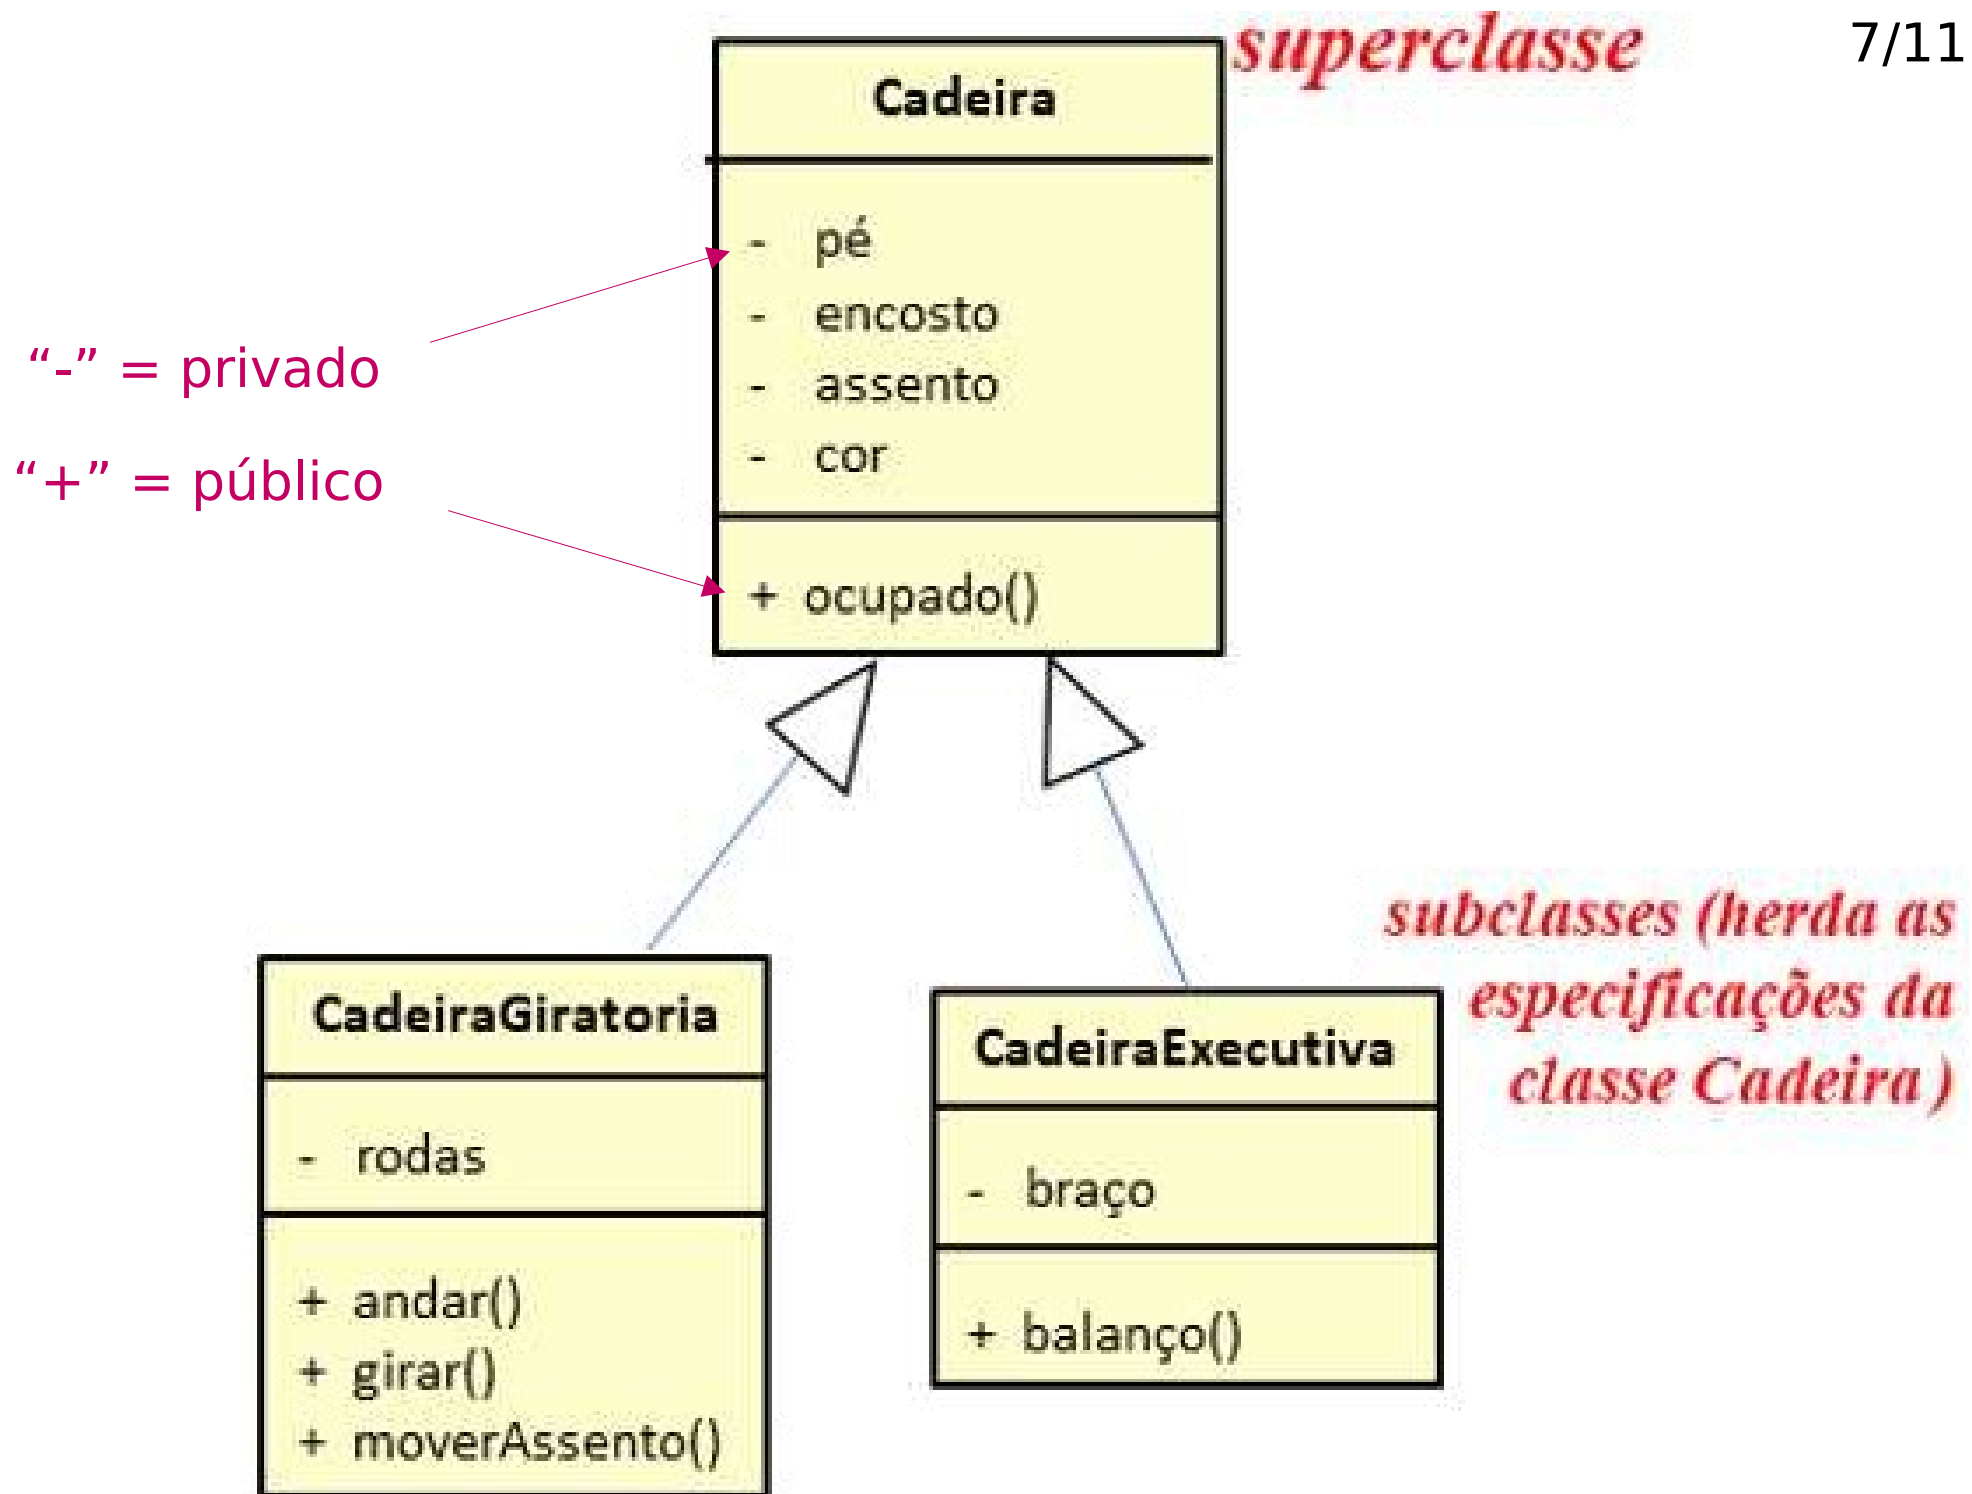 superclasse
7/11
Cadeira
- pé
- encosto
- assento
- cor
+ ocupado()
“-” = privado
“+” = público
subclasses (herda as
especificações da
classe Cadeira)
CadeiraGiratoria
- rodas
+ andar()
+ girar()
+ moverAssento()
CadeiraExecutiva
- braço
+ balanço()